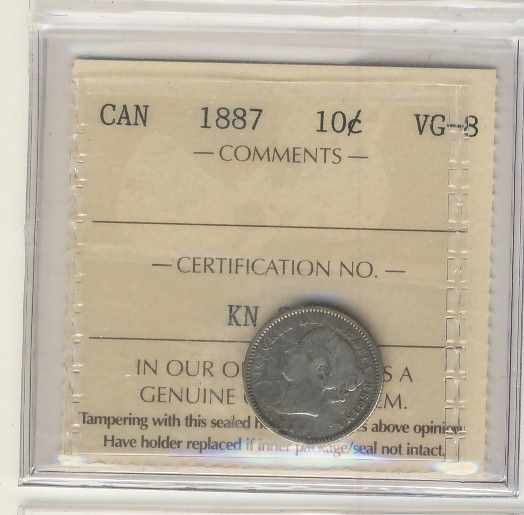 CAN 1887 10¢ VG-8
— COMMENTS —
— CERTIFICATION NO. —
KN
IN OUR S A
GENUINE
Tampering with this sealed above opinion.
Have holder replaced if inner package/seal not intact.